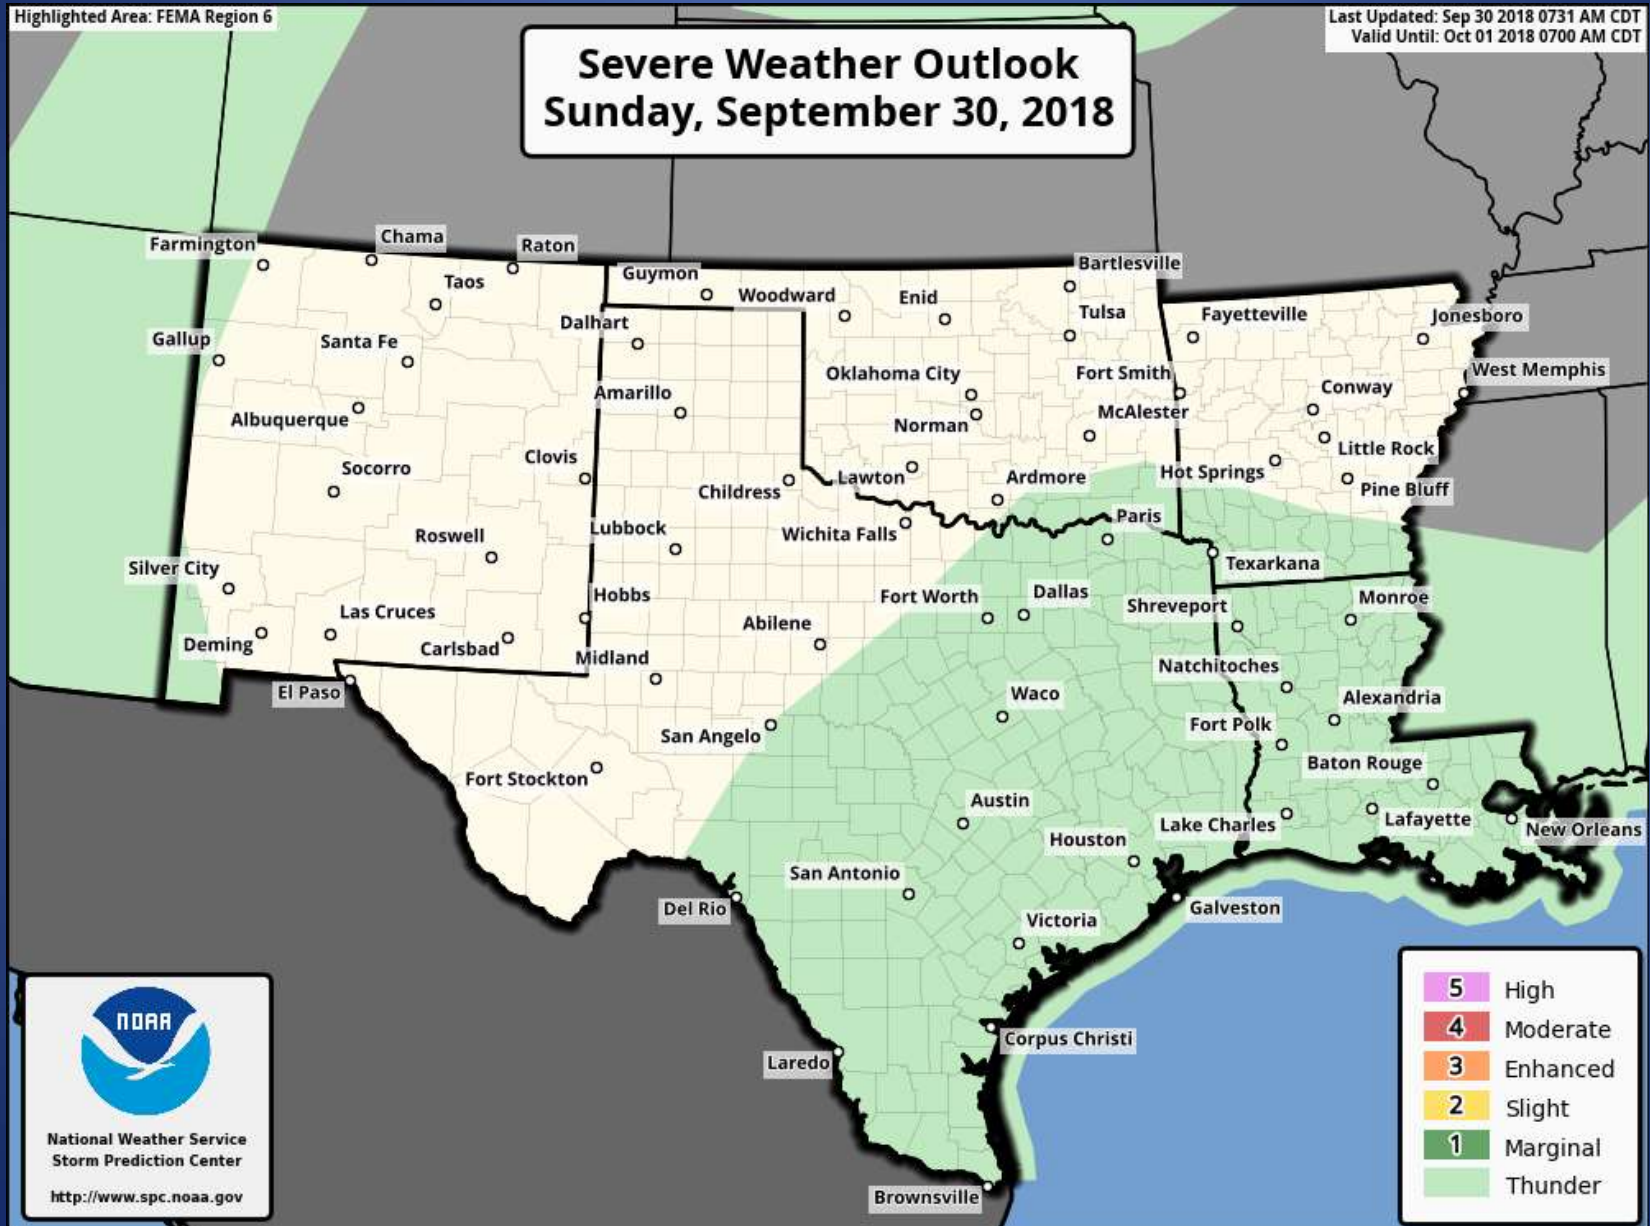 Highlighted Area: FEMA Region 6
Last Updated: Sep 30 2018 0731 AM CDT
Valid Until: Oct 01 2018 0700 AM CDT
Severe Weather Outlook
Sunday, September 30, 2018
Farmington
Chama
Raton
Taos
Guymon
Woodward
Enid
Bartlesville
Tulsa
Fayetteville
Jonesboro
Gallup
Santa Fe
Dalhart
West Memphis
Oklahoma City
Fort Smith
Conway
Amarillo
McAlester
Albuquerque
Norman
Little Rock
Socorro
Clovis
Lawton
Ardmore
Hot Springs
Childress
Pine Bluff
Roswell
Lubbock
Wichita Falls
Paris
Texarkana
Silver City
Hobbs
Fort Worth
Dallas
Shreveport
Monroe
Las Cruces
Abilene
Deming
Carlsbad
Midland
Natchitoches
El Paso
Waco
Alexandria
San Angelo
Fort Polk
Fort Stockton
Baton Rouge
Austin
Lake Charles
Lafayette
New Orleans
Houston
San Antonio
Del Rio
Galveston
Victoria
Corpus Christi
Laredo
Brownsville
NOAA
National Weather Service
Storm Prediction Center
http://www.spc.noaa.gov
5 High
4 Moderate
3 Enhanced
2 Slight
1 Marginal
Thunder